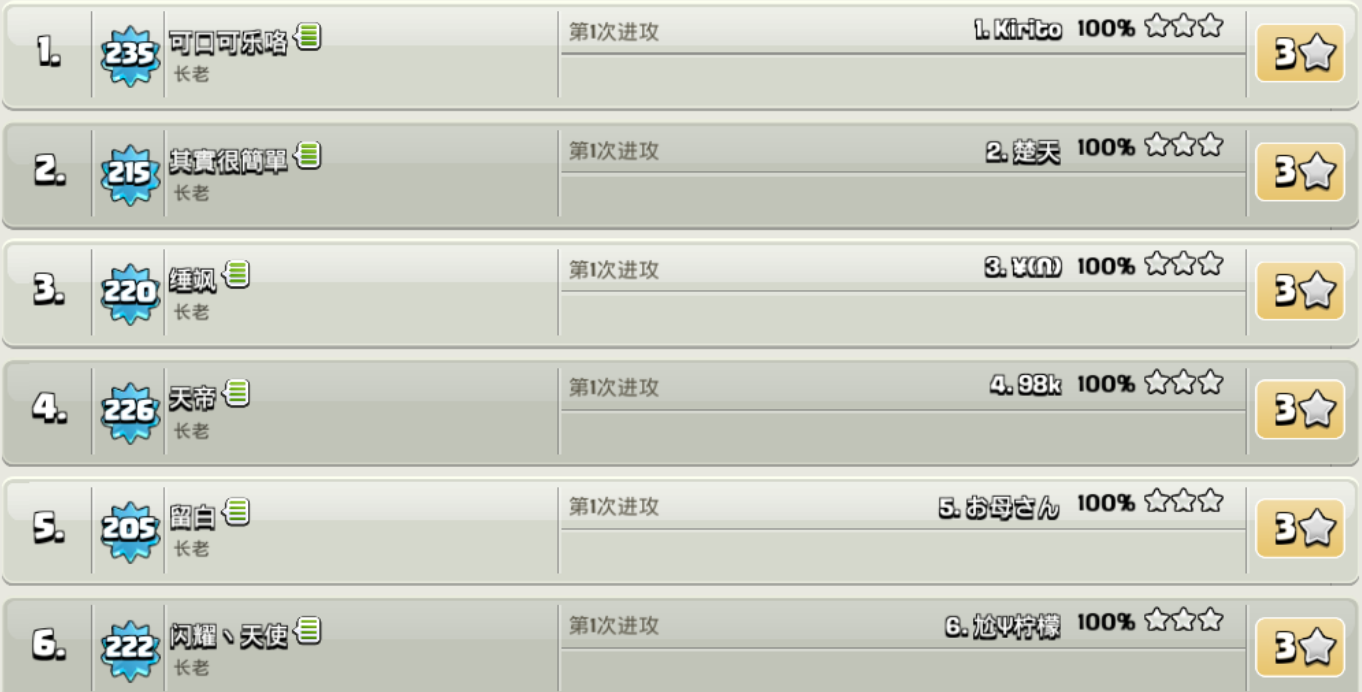 1.
235
可口可乐咯
长老
第1次进攻
1. Kirito 100%
3
2.
215
其實很簡單
长老
第1次进攻
2. 楚天 100%
3
3.
220
缍飒
长老
第1次进攻
3. ¥(Ω) 100%
3
4.
226
天帝
长老
第1次进攻
4. 98k 100%
3
5.
205
留白
长老
第1次进攻
5. お母さん 100%
3
6.
222
闪耀丶天使
长老
第1次进攻
6. 尬Ψ柠檬 100%
3